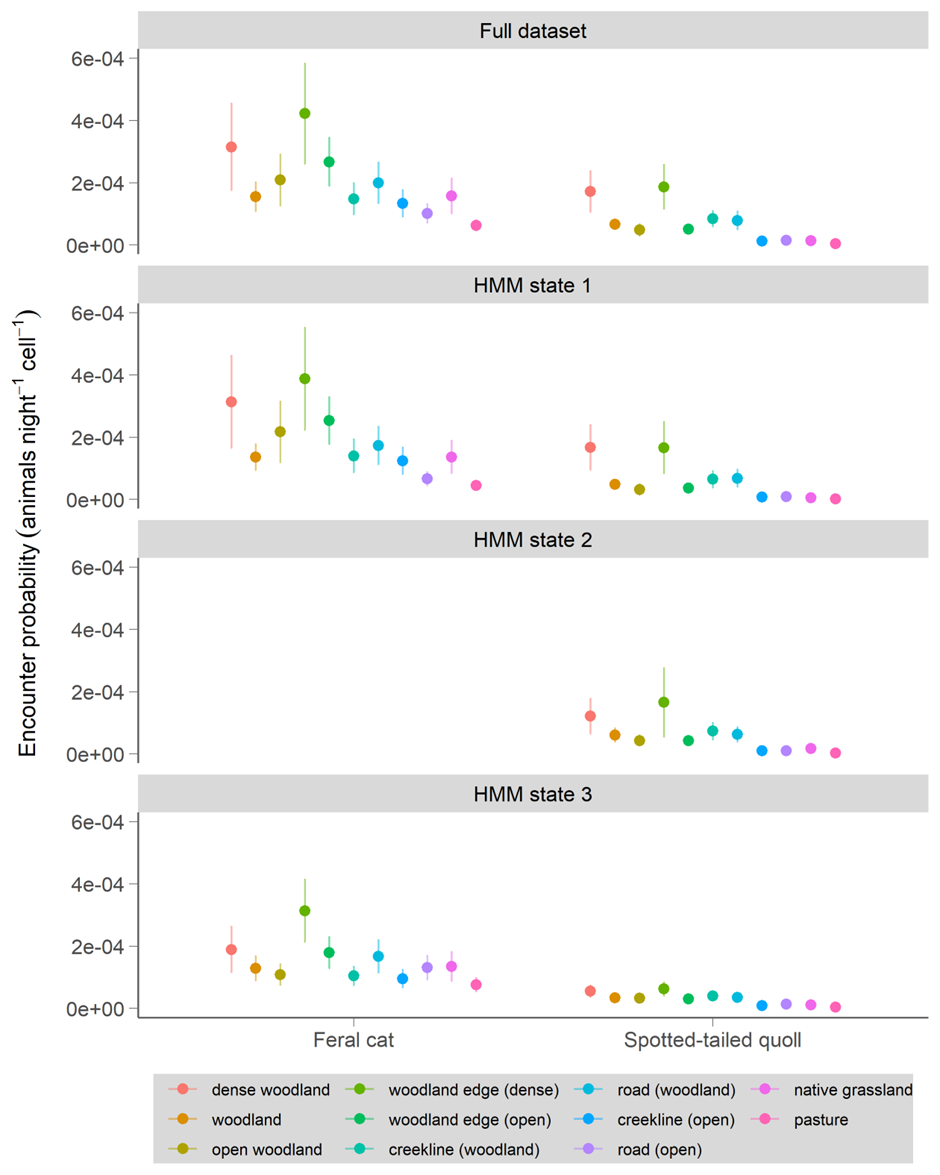 Full dataset
6e-04
4e-04
2e-04
0e+00
HMM state 1
6e-04
4e-04
2e-04
0e+00
HMM state 2
6e-04
4e-04
2e-04
0e+00
HMM state 3
6e-04
4e-04
2e-04
0e+00
Encounter probability (animals night⁻¹ cell⁻¹)
Feral cat Spotted-tailed quoll
dense woodland woodland edge (dense) road (woodland) native grassland
woodland woodland edge (open) creekline (open) pasture
open woodland creekline (woodland) road (open)